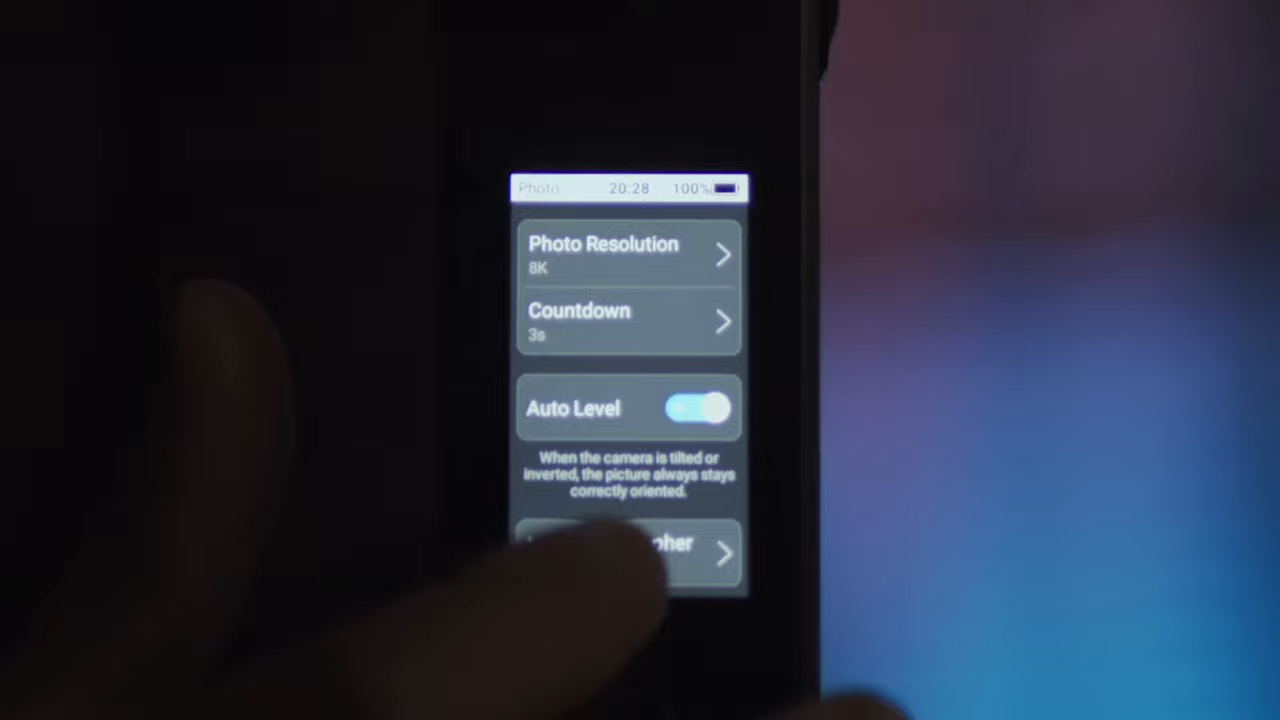 Photo 20:28 100%
Photo Resolution
8K
Countdown
3s
Auto Level
When the camera is tilted or
inverted, the picture always stays
correctly oriented.